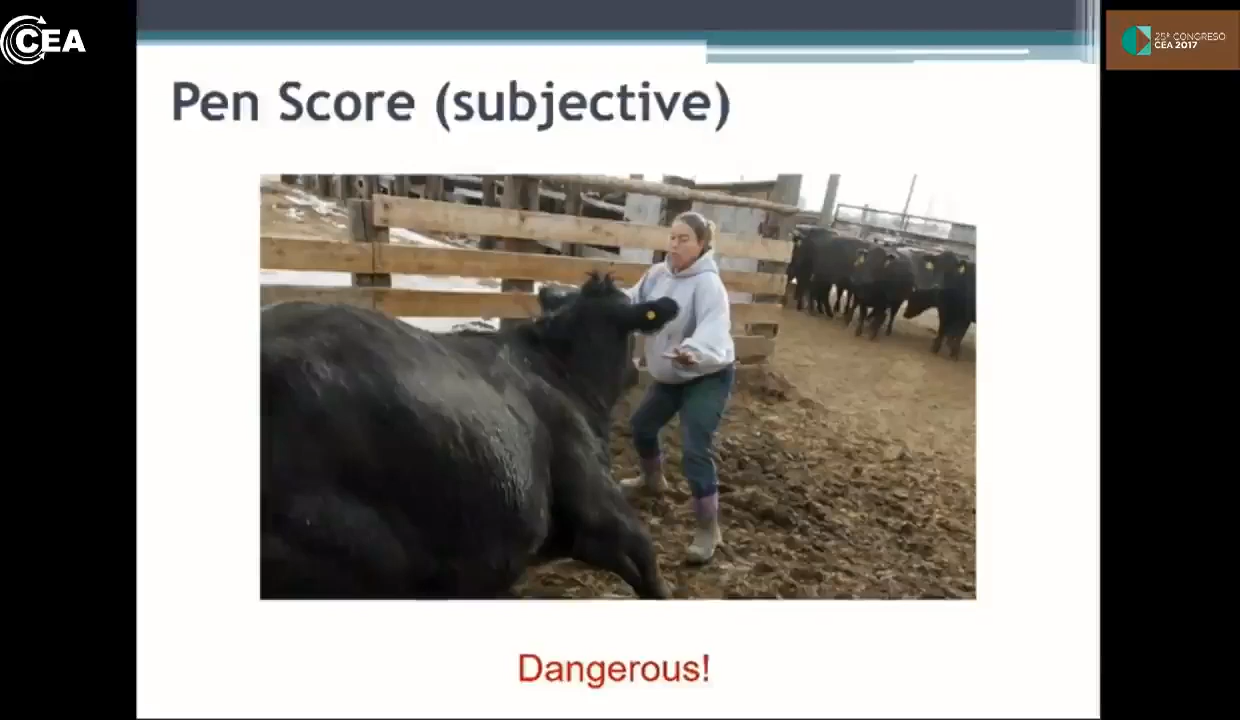 CEA
25º CONGRESO
CEA 2017
Pen Score (subjective)
Dangerous!